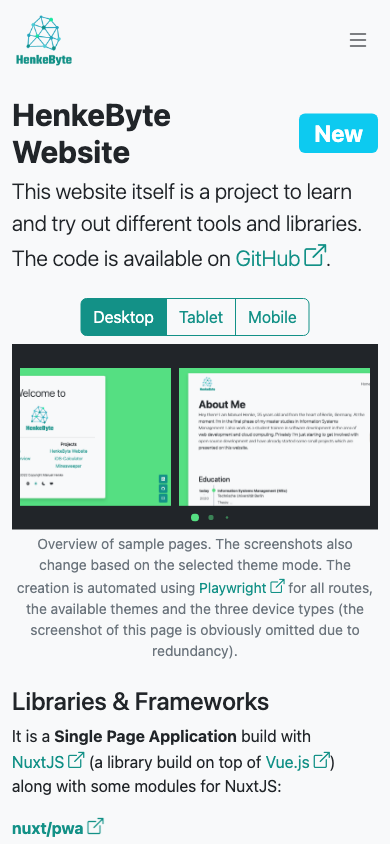 HenkeByte
HenkeByte
Website
New
This website itself is a project to learn
and try out different tools and libraries.
The code is available on GitHub.
Desktop
Tablet
Mobile
elcome to
HenkeByte
Projects
HenkeByte Website
Minesweeper
About Me
Education
Overview of sample pages. The screenshots also
change based on the selected theme mode. The
creation is automated using Playwright for all routes,
the available themes and the three device types (the
screenshot of this page is obviously omitted due to
redundancy).
Libraries & Frameworks
It is a Single Page Application build with
NuxtJS (a library build on top of Vue.js)
along with some modules for NuxtJS:
nuxt/pwa